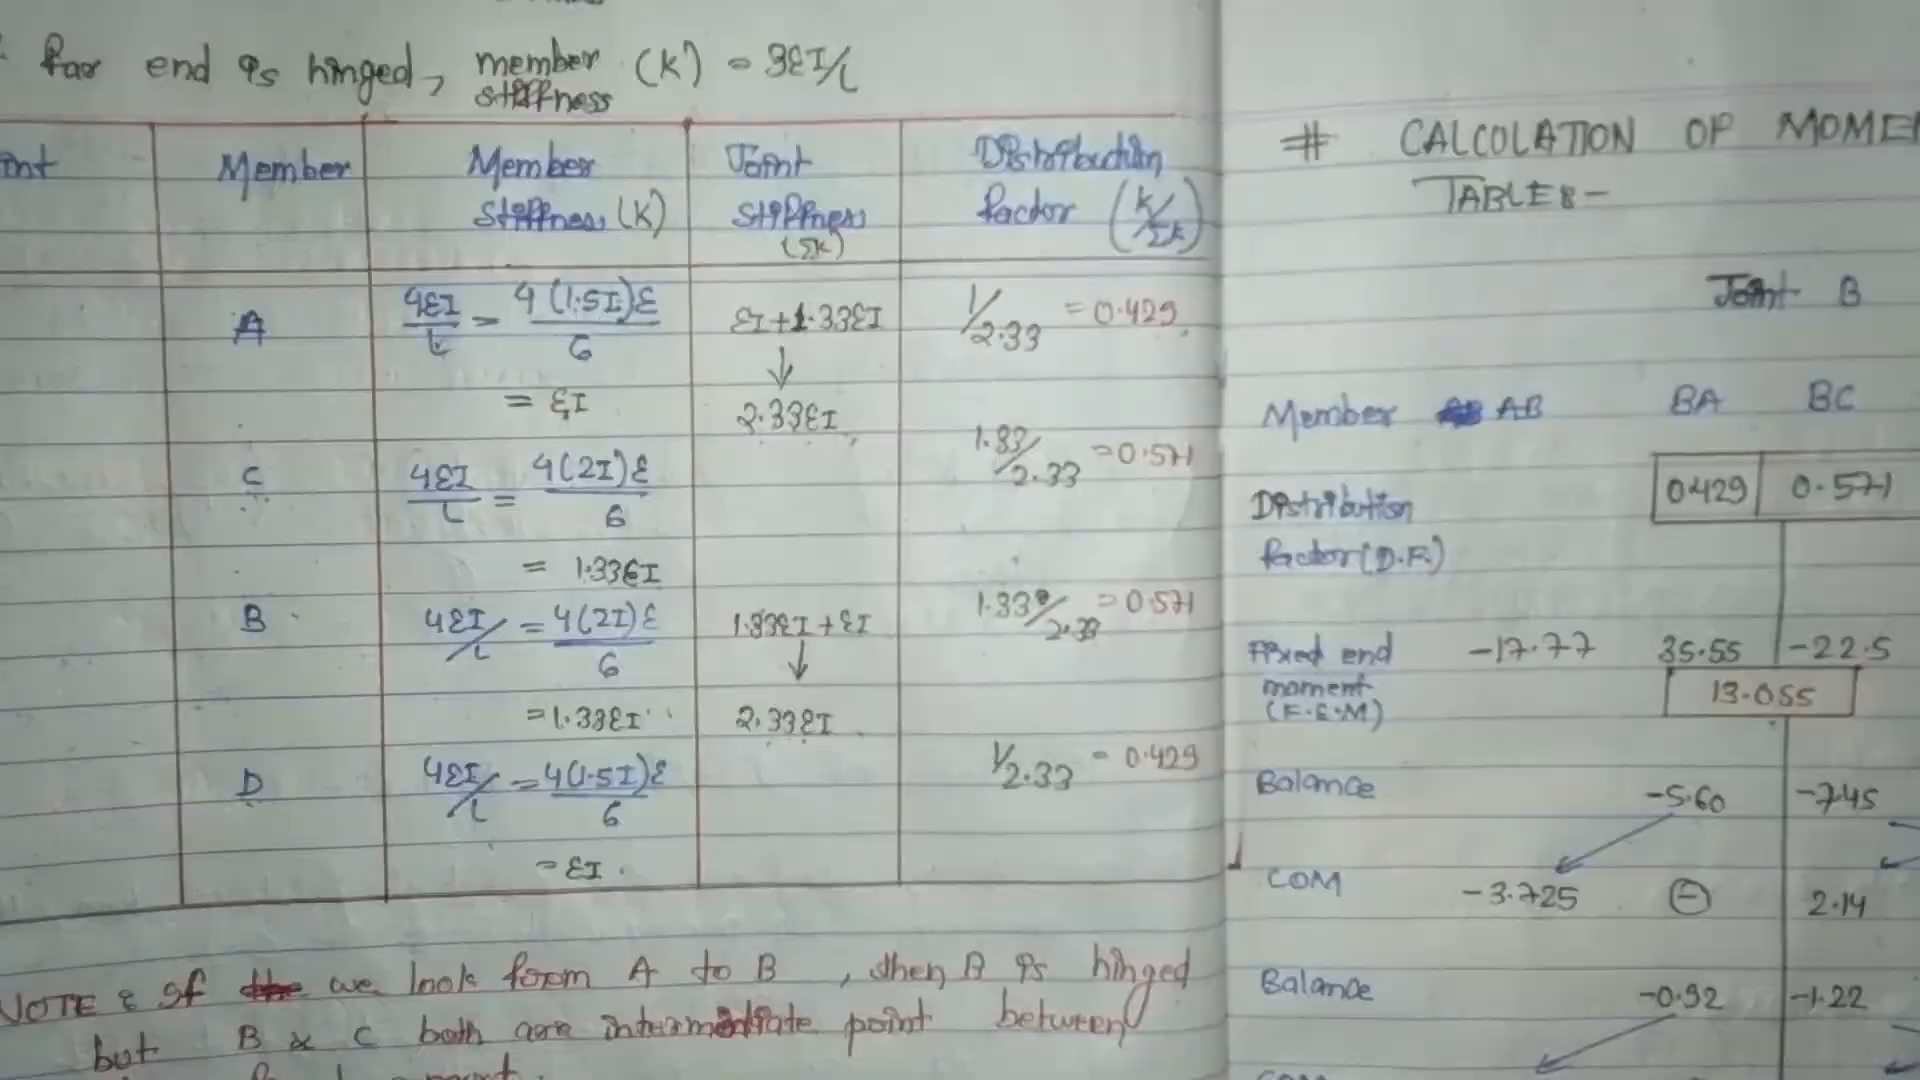 far end is hinged, member stiffness (K) = 3EI/L
Member
Member Stiffness (K)
Joint Stiffness (ΣK)
Distribution factor (K/ΣK)
A
4EI/L = 4(1.5I)E/6
= EI
EI+1.33EI
↓
2.33EI
1/2.33 = 0.429
C
4EI/L = 4(2I)E/6
= 1.33EI
1.33/2.33 = 0.571
B
4EI/L = 4(2I)E/6
= 1.33EI
1.33EI + EI
↓
2.33EI
1.33/2.33 = 0.571
D
4EI/L = 4(1.5I)E/6
= EI
1/2.33 = 0.429
NOTE : If we look form A to B, then B is hinged
but B & C both are intermediate point between
# CALCOLATION OF MOME
TABLE :-
Joint B
Member AB BA BC
Distribution factor (D.F.) 0.429 0.571
Fixed end moment (F.E.M) -17.77 35.55 -22.5
13.055
Balance -5.60 -7.45
COM -3.725 - 2.14
Balance -0.92 -1.22
COM